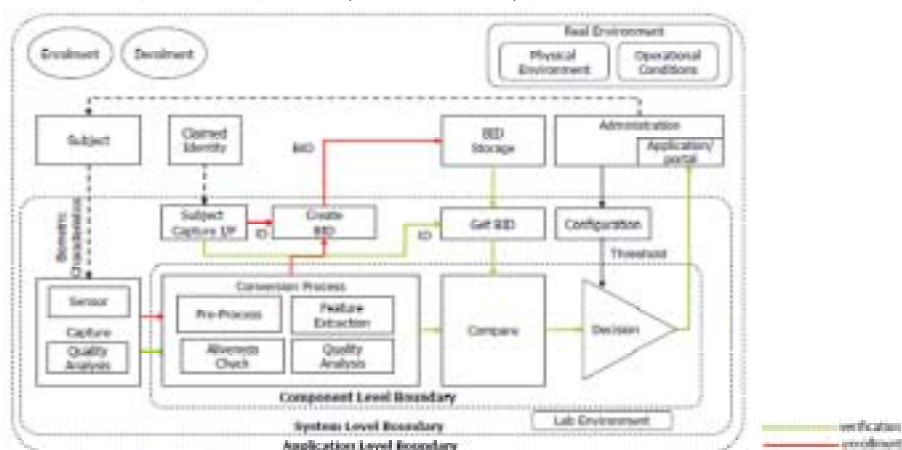 Enrolment
Derolment
Real Environment
Physical
Environment
Operational
Conditions
Subject
Claimed
Identity
BID
BID
Storage
Administration
Application/
portal
Subject
Capture I/F
ID
Create
BID
ID
Get BID
Configuration
Biometric
Characteristics
Threshold
Sensor
Capture
Quality
Analysis
Conversion Process
Pre-Process
Feature
Extraction
Aliveness
Check
Quality
Analysis
Compare
Decision
Component Level Boundary
Lab Environment
System Level Boundary
Application Level Boundary
verification
enrollment